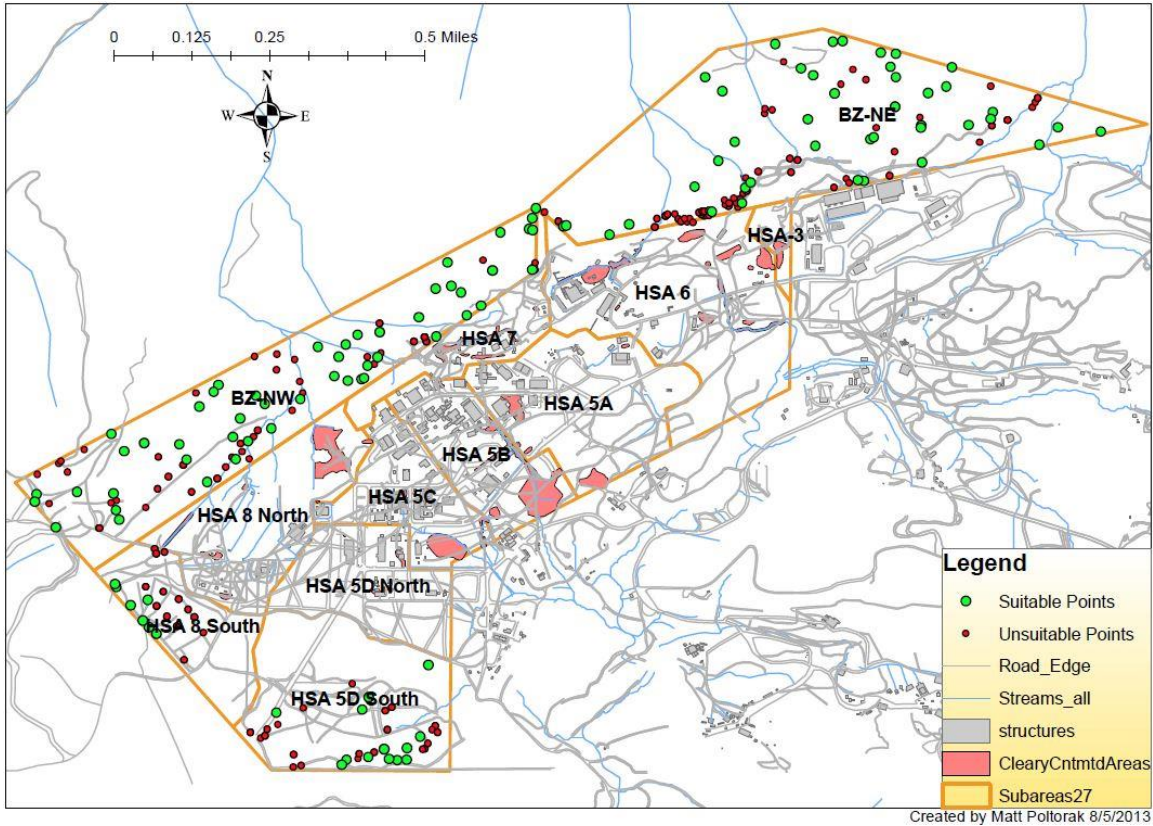 0 0.125 0.25 0.5 Miles
N
W E
S
BZ-NE
HSA-3
HSA 6
HSA 7
BZ-NW
HSA 5A
HSA 5B
HSA 5C
HSA 8 North
HSA 5D North
HSA 8 South
HSA 5D South
Legend
Suitable Points
Unsuitable Points
Road_Edge
Streams_all
structures
ClearyCntmtdAreas
Subareas27
Created by Matt Poltorak 8/5/2013